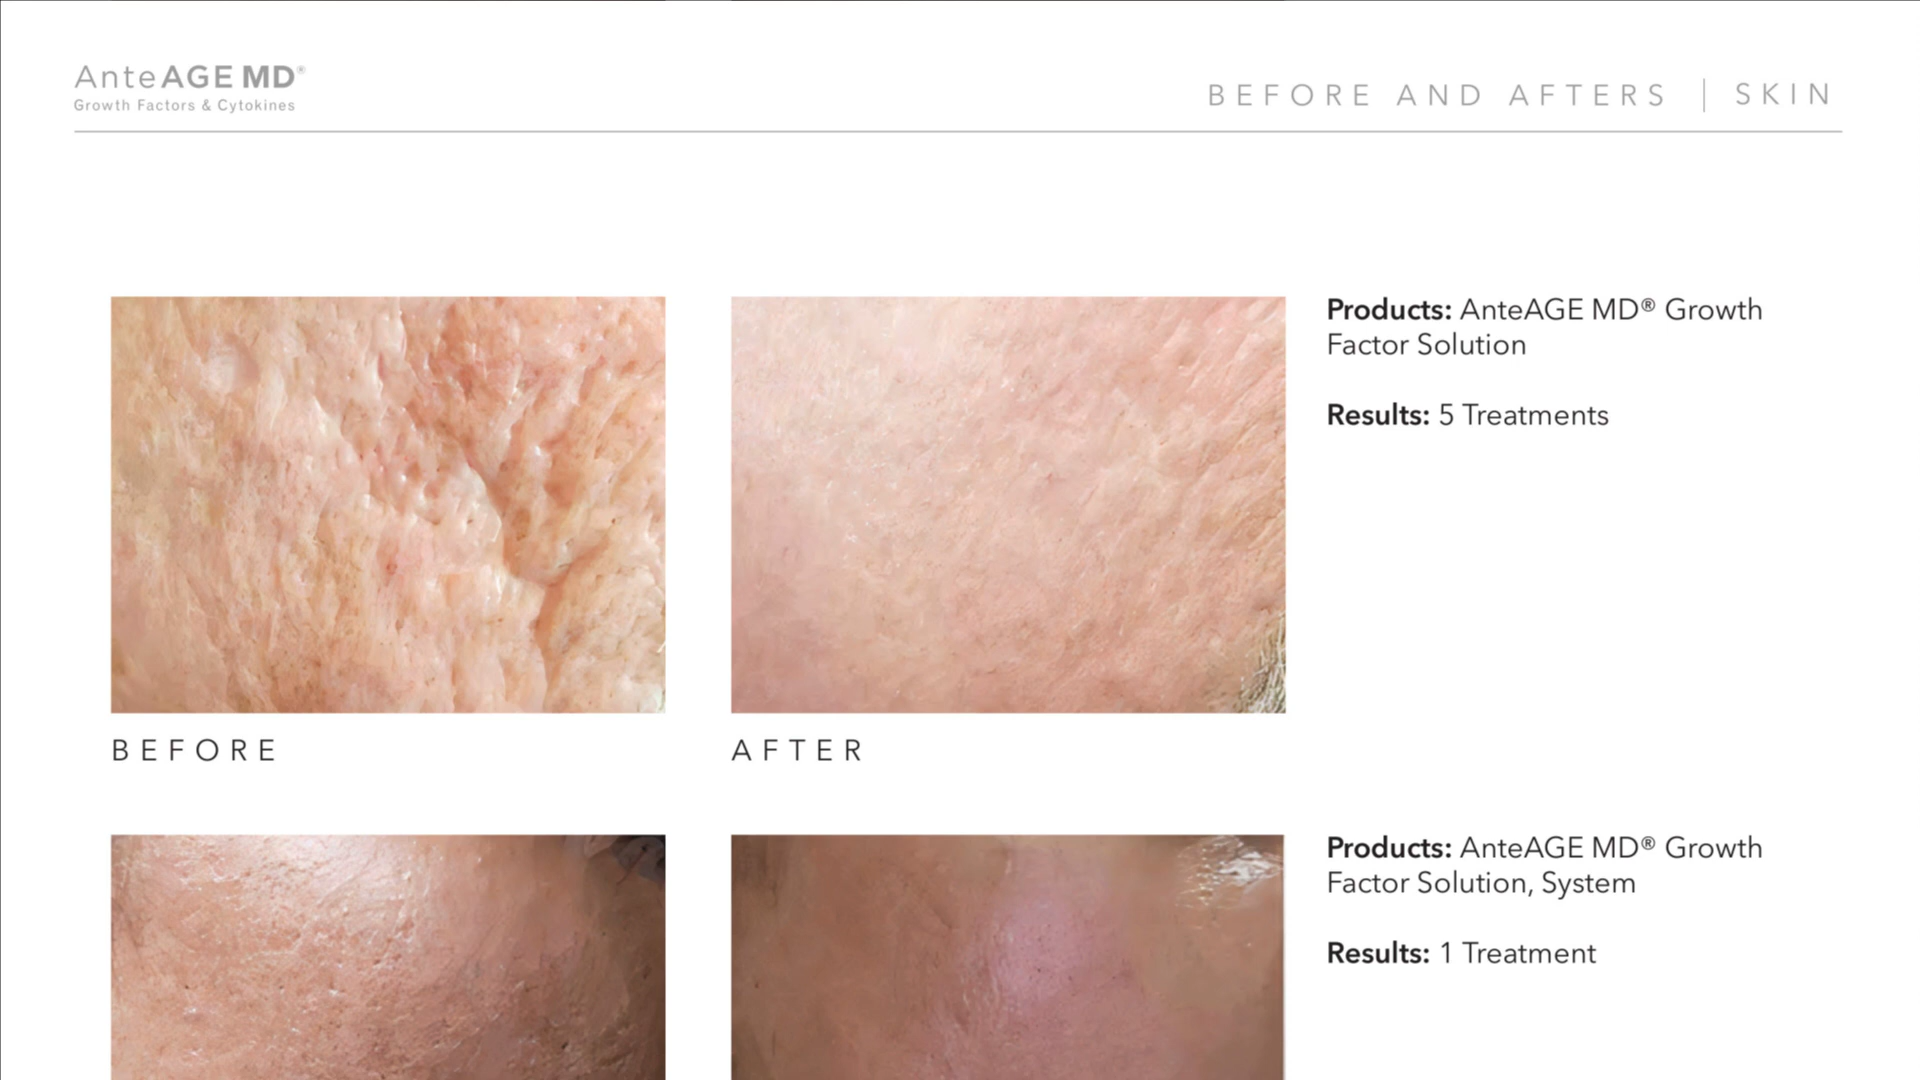 AnteAGE MD®
Growth Factors & Cytokines
BEFORE AND AFTERS | SKIN
Products: AnteAGE MD® Growth
Factor Solution
Results: 5 Treatments
BEFORE
AFTER
Products: AnteAGE MD® Growth
Factor Solution, System
Results: 1 Treatment